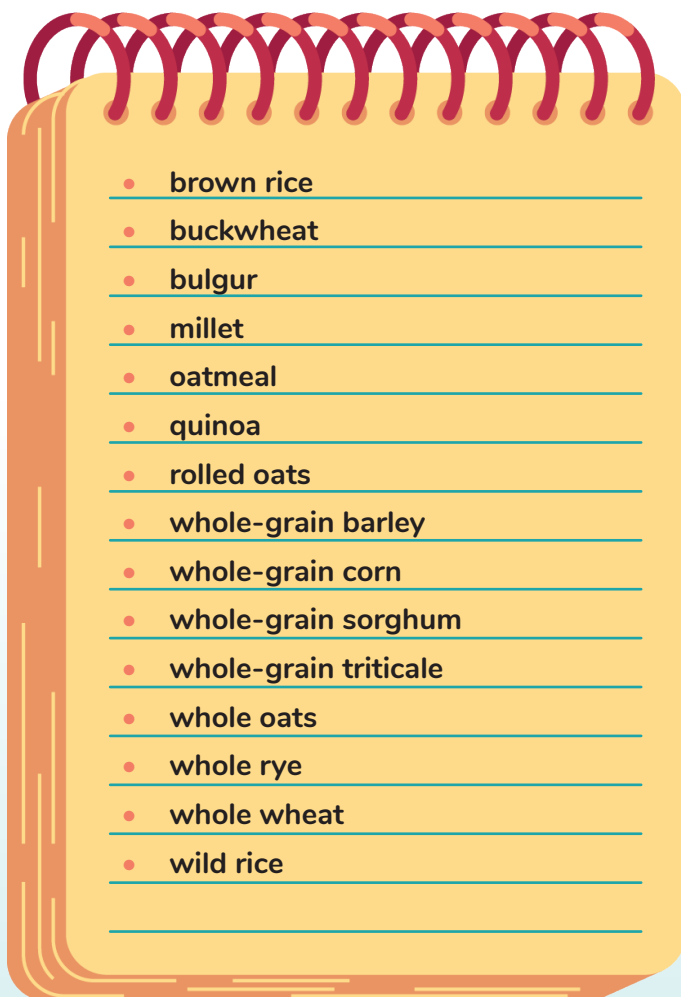 • brown rice
• buckwheat
• bulgur
• millet
• oatmeal
• quinoa
• rolled oats
• whole-grain barley
• whole-grain corn
• whole-grain sorghum
• whole-grain triticale
• whole oats
• whole rye
• whole wheat
• wild rice